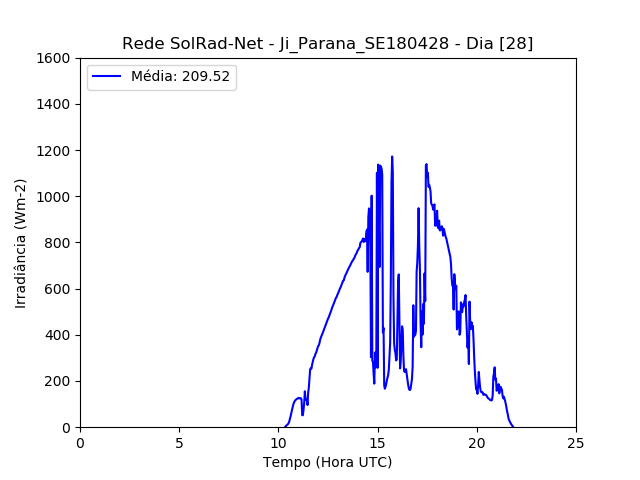 Rede SolRad-Net - Ji_Parana_SE180428 - Dia [28]
Média: 209.52
Irradiância (Wm-2)
1600
1400
1200
1000
800
600
400
200
0
0 5 10 15 20 25
Tempo (Hora UTC)